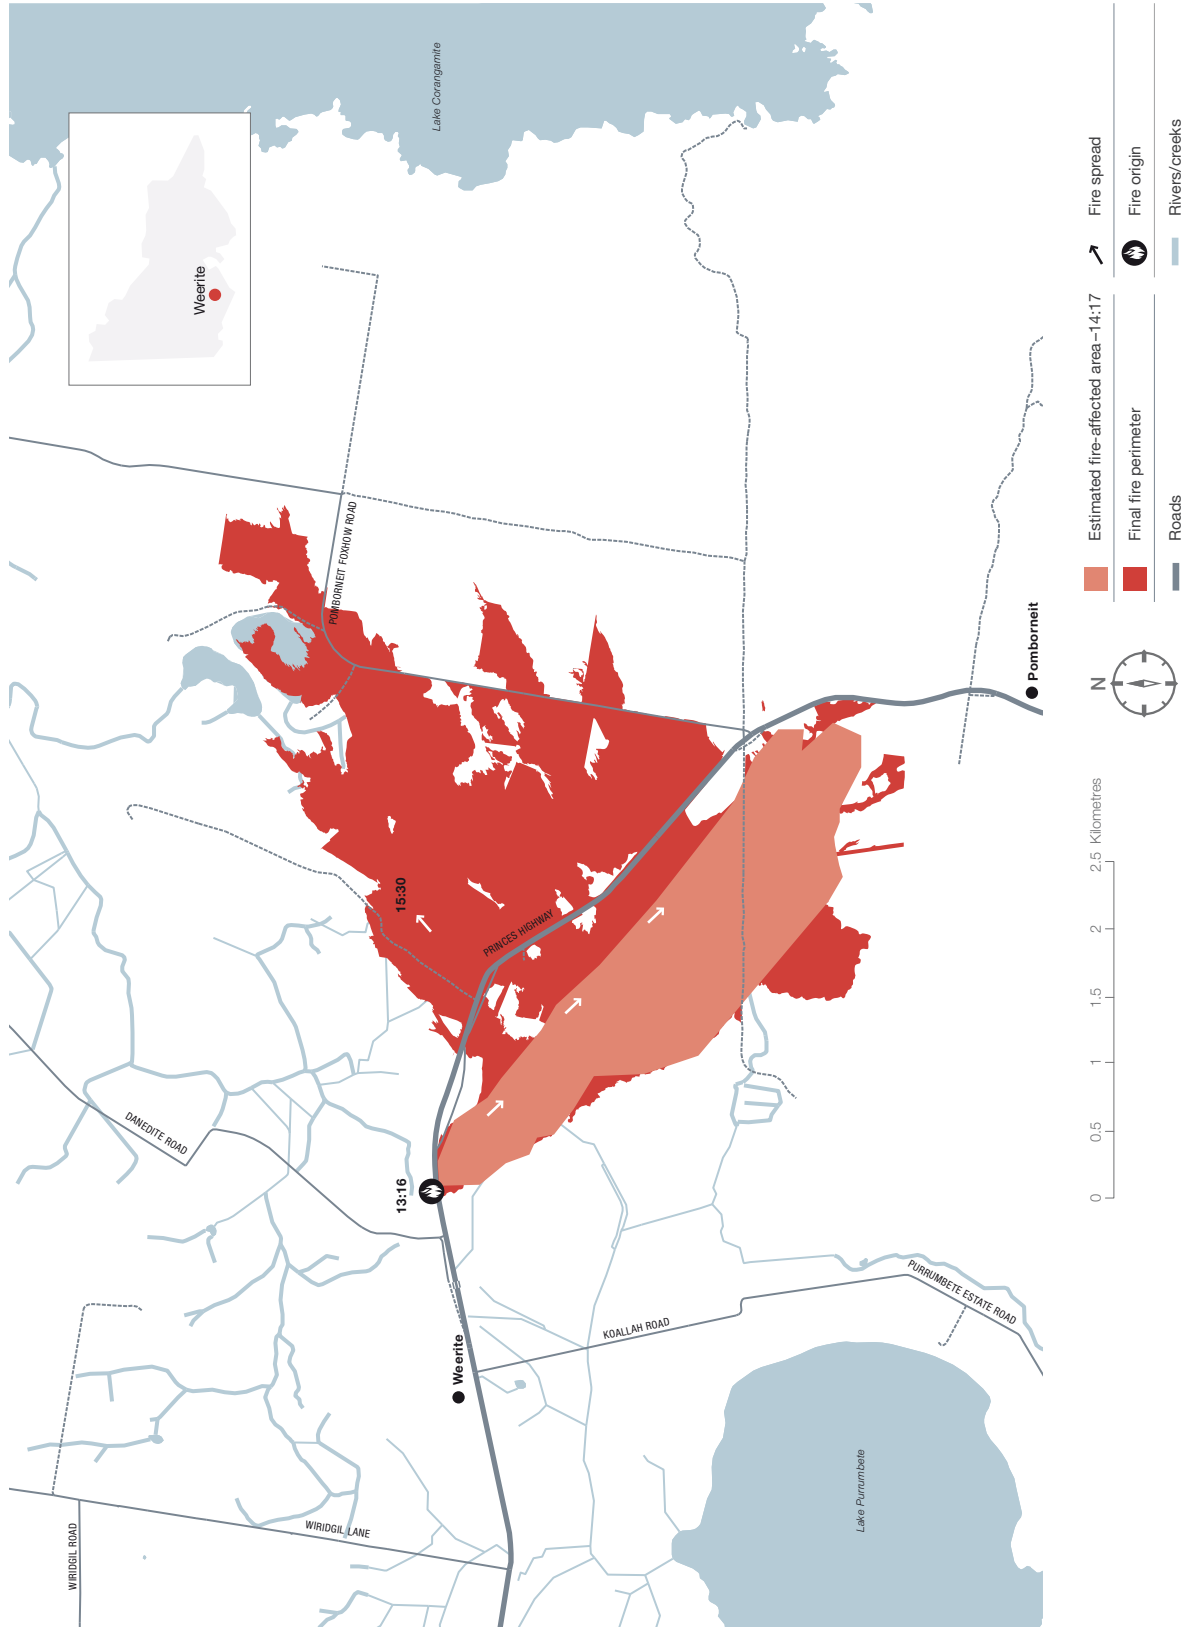 Lake Corangamite
Weerite
POMBORNEIT FOXHOW ROAD
15:30
PRINCES HIGHWAY
DANEDITE ROAD
13:16
Pomborneit
Weerite
KOALLAH ROAD
PURRUMBETE ESTATE ROAD
WIRIDGIL LANE
WIRIDGIL ROAD
Lake Purrumbete
0 0.5 1 1.5 2 2.5 Kilometres
N
Estimated fire-affected area–14:17
Final fire perimeter
Roads
Fire spread
Fire origin
Rivers/creeks